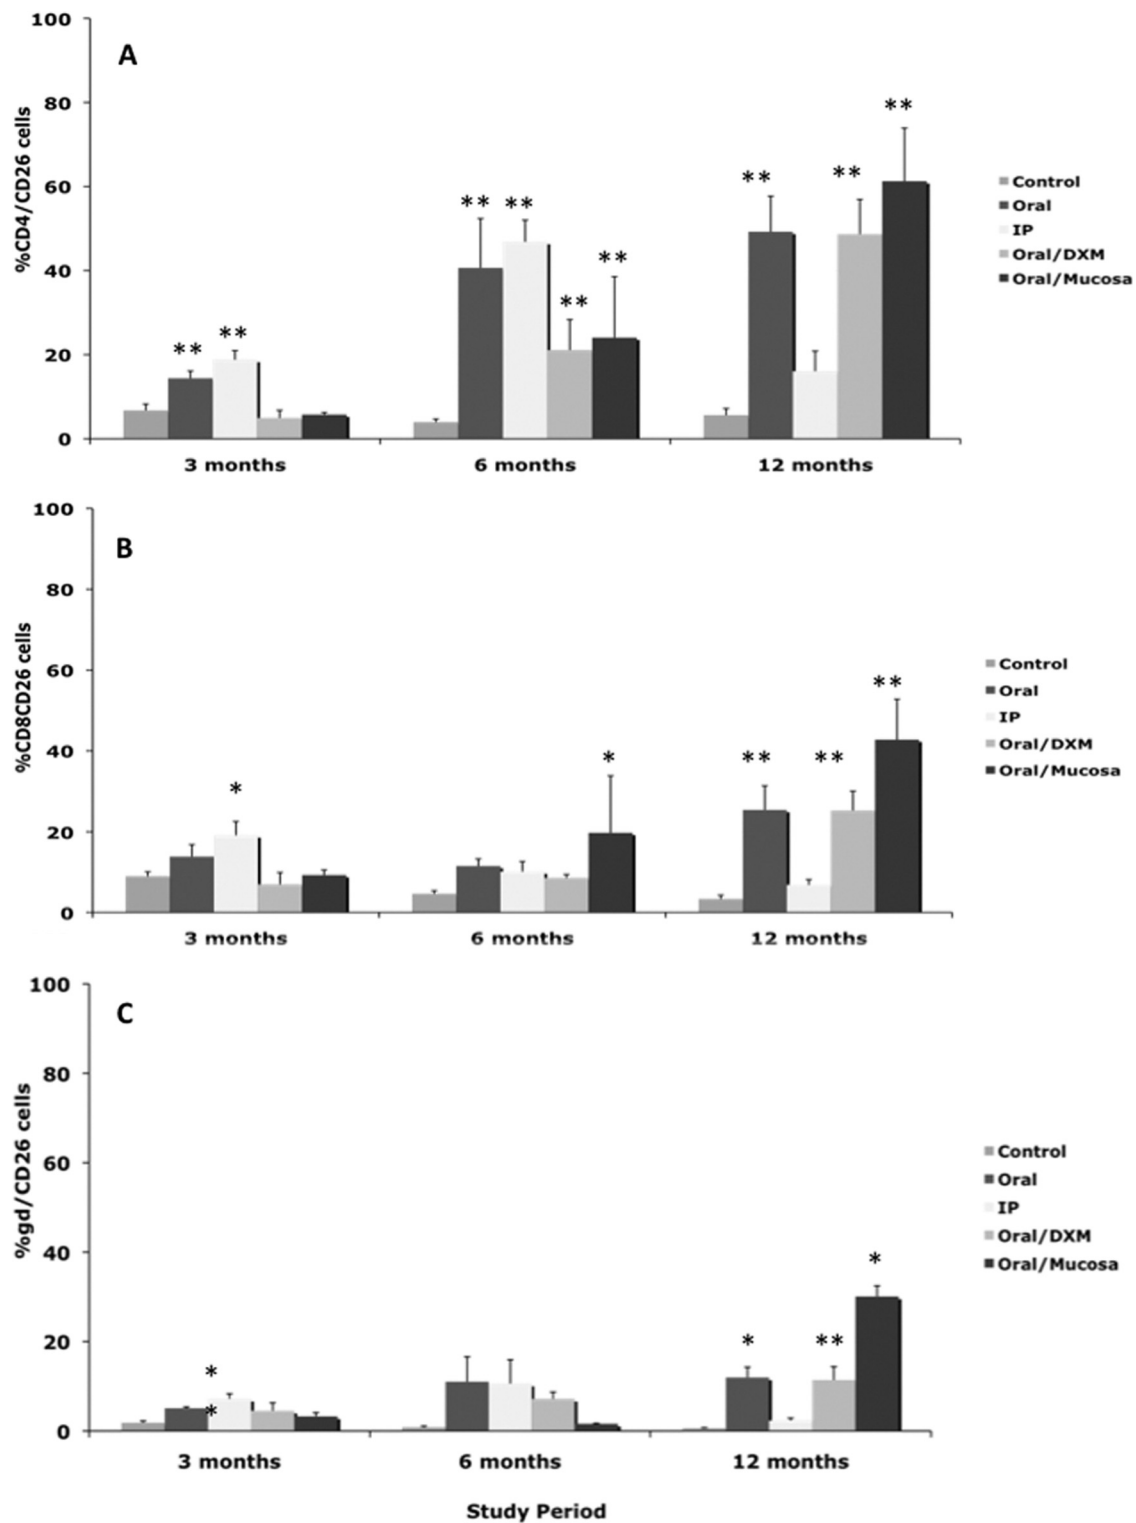 A
%CD4/CD26 cells
100
80
60
40
20
0
** ** ** ** ** ** ** ** **
3 months 6 months 12 months
Control
Oral
IP
Oral/DXM
Oral/Mucosa
B
%CD8CD26 cells
100
80
60
40
20
0
* * ** ** **
3 months 6 months 12 months
Control
Oral
IP
Oral/DXM
Oral/Mucosa
C
%gd/CD26 cells
100
80
60
40
20
0
* * * ** *
3 months 6 months 12 months
Control
Oral
IP
Oral/DXM
Oral/Mucosa
Study Period